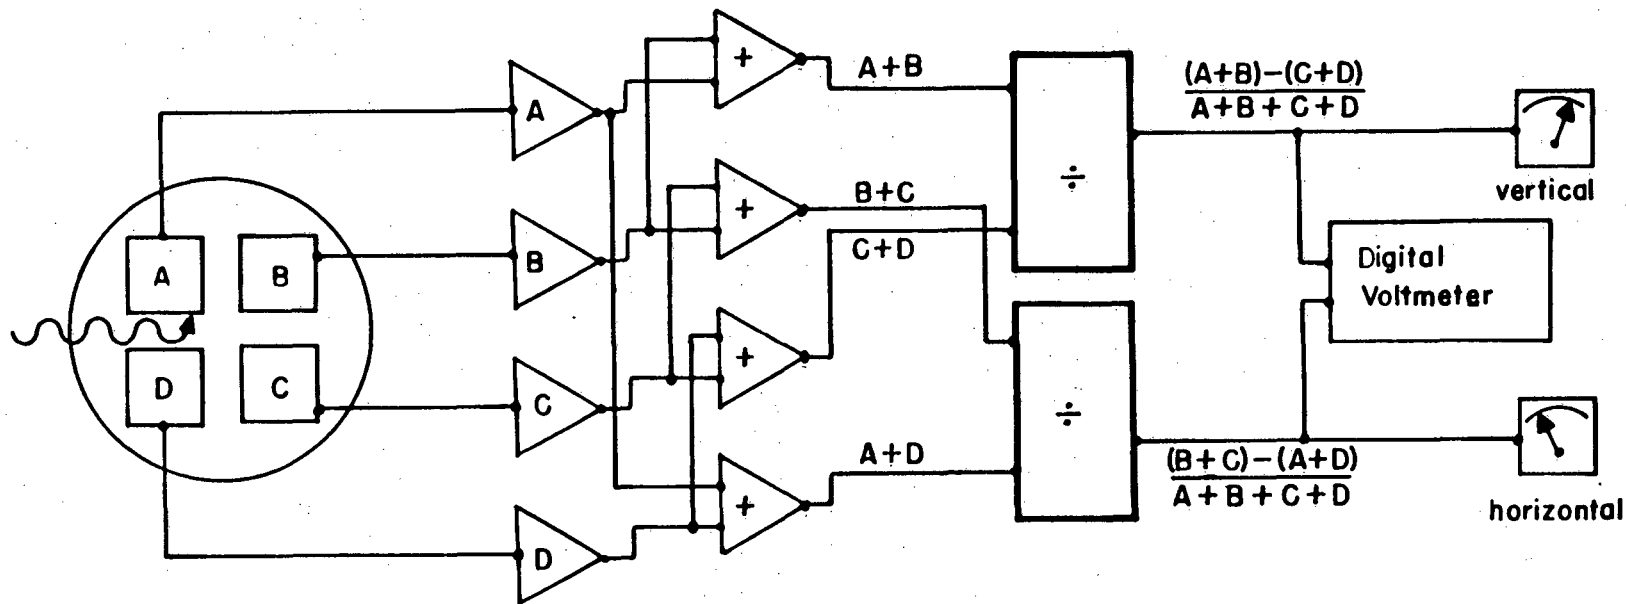 A
B
D
C
A
B
C
D
+
+
+
+
A+B
B+C
C+D
A+D
÷
÷
(A+B)-(C+D)
A+B+C+D
vertical
Digital
Voltmeter
(B+C)-(A+D)
A+B+C+D
horizontal